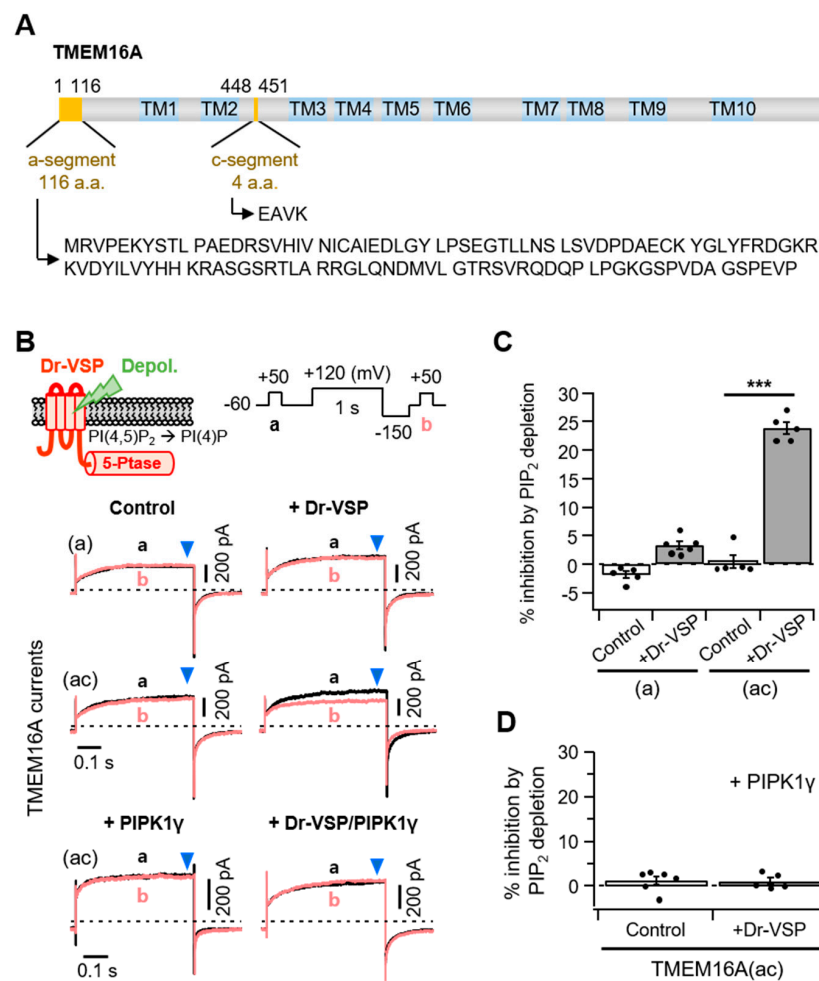 A
TMEM16A
1 116 448 451
TM1 TM2 TM3 TM4 TM5 TM6 TM7 TM8 TM9 TM10
a-segment c-segment
116 a.a. 4 a.a.
EAVK
MRVPEKYSTL PAEDRSVHIV NICAIEDLGY LPSEGTLLNS LSVDPDAECK YGLYFRDGKR
KVDYILVYHH KRASGSRTLA RRGLQNDMVL GTRSVRQDQP LPGKGSPVDA GSPEVP
B
Dr-VSP Depol.
PI(4,5)P2 → PI(4)P
5-Ptase
+120 (mV)
+50 +50
-60 1 s
a -150 b
Control + Dr-VSP
(a) a b 200 pA a b 200 pA
(ac) a b 200 pA a b 200 pA
0.1 s
TMEM16A currents
+ PIPK1γ + Dr-VSP/PIPK1γ
(ac) a b 200 pA a b 200 pA
0.1 s
C
% inhibition by PIP2 depletion
30
25
20
15
10
5
0
-5
***
Control +Dr-VSP Control +Dr-VSP
(a) (ac)
D
% inhibition by
PIP2 depletion
30
20
10
0
+ PIPK1γ
Control +Dr-VSP
TMEM16A(ac)